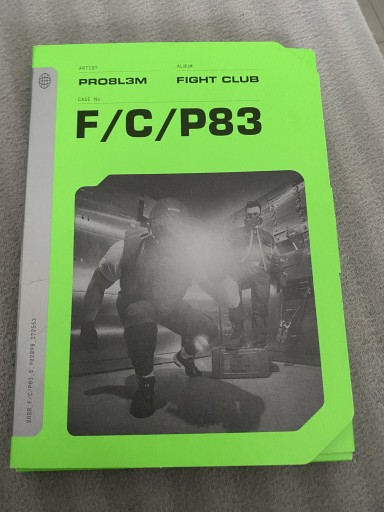 ARTIST
ALBUM
PRO8L3M
FIGHT CLUB
CASE No.
F/C/P83